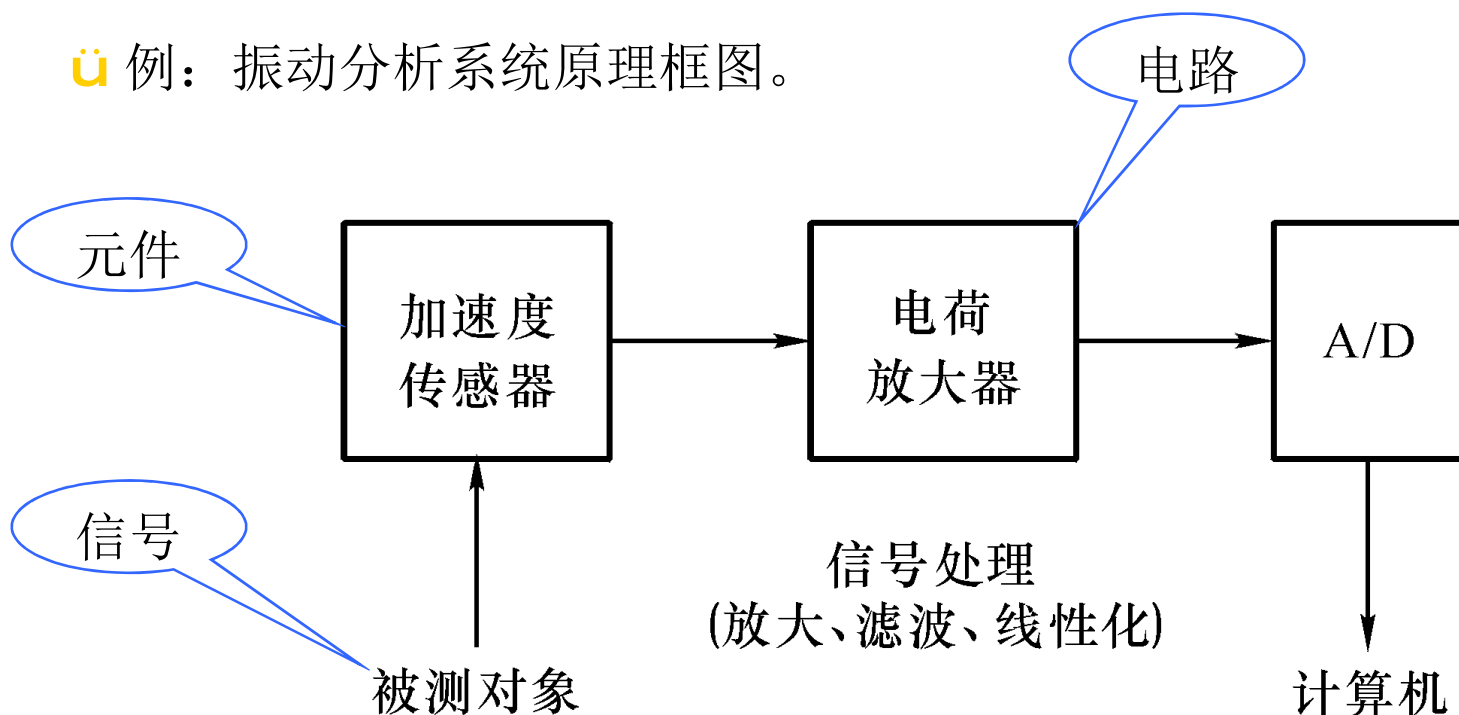 ü 例：振动分析系统原理框图。
电路
元件
加速度
传感器
电荷
放大器
A/D
信号
信号处理
(放大、滤波、线性化)
被测对象
计算机